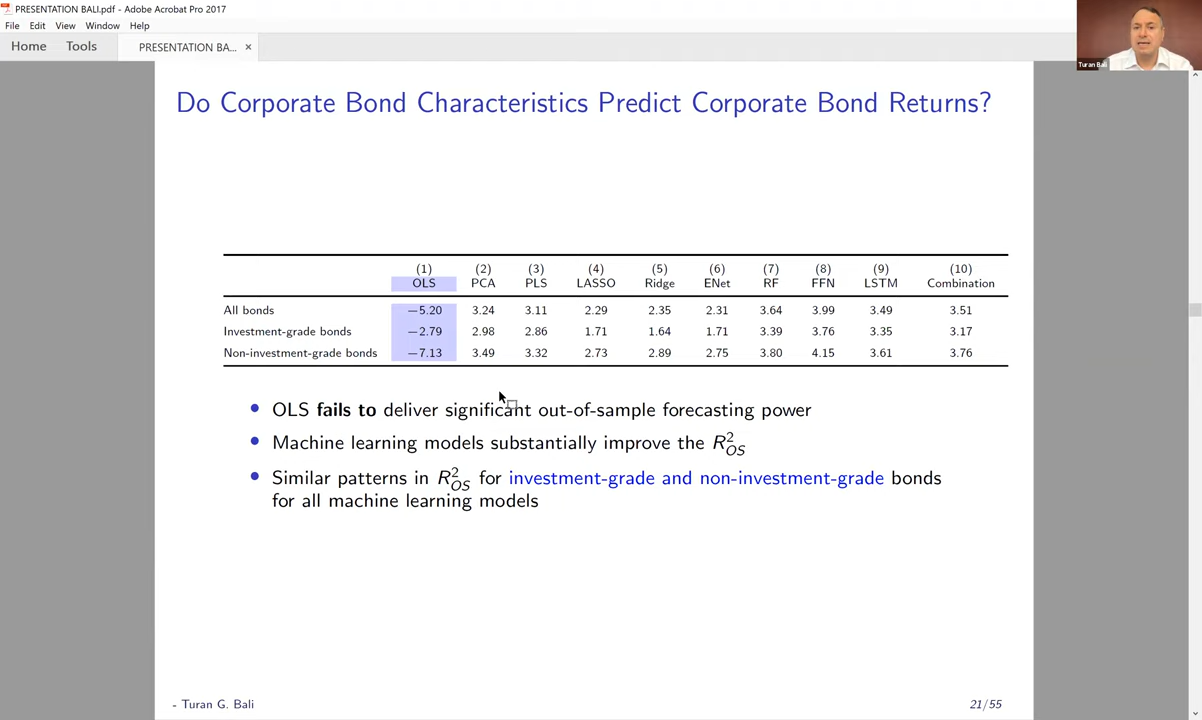 PRESENTATION BALI.pdf - Adobe Acrobat Pro 2017
File Edit View Window Help
Home Tools PRESENTATION BA... ×
Turan Bali
Do Corporate Bond Characteristics Predict Corporate Bond Returns?
(1) (2) (3) (4) (5) (6) (7) (8) (9) (10)
OLS PCA PLS LASSO Ridge ENet RF FFN LSTM Combination
All bonds −5.20 3.24 3.11 2.29 2.35 2.31 3.64 3.99 3.49 3.51
Investment-grade bonds −2.79 2.98 2.86 1.71 1.64 1.71 3.39 3.76 3.35 3.17
Non-investment-grade bonds −7.13 3.49 3.32 2.73 2.89 2.75 3.80 4.15 3.61 3.76
• OLS fails to deliver significant out-of-sample forecasting power
• Machine learning models substantially improve the R²_OS
• Similar patterns in R²_OS for investment-grade and non-investment-grade bonds
for all machine learning models
- Turan G. Bali 21/55